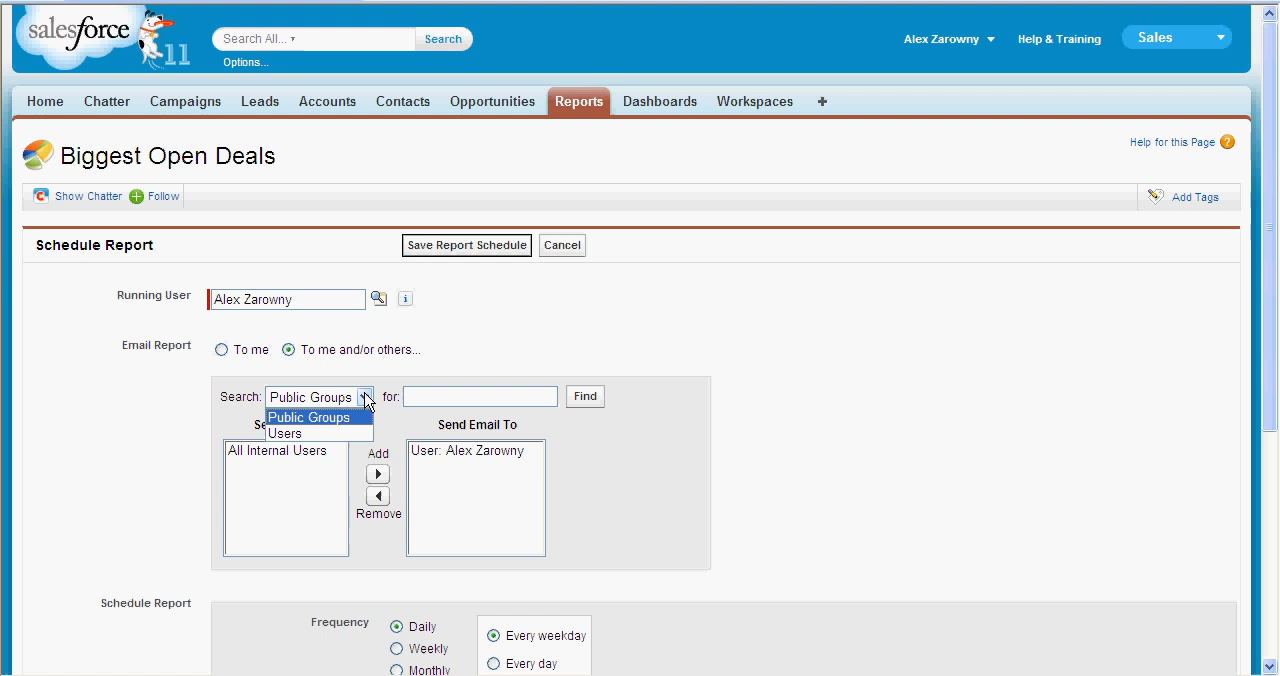 salesforce
11
Search All...
Search
Options...
Alex Zarowny
Help & Training
Sales
Home Chatter Campaigns Leads Accounts Contacts Opportunities Reports Dashboards Workspaces +
Biggest Open Deals
Help for this Page ?
Show Chatter Follow
Add Tags
Schedule Report
Save Report Schedule Cancel
Running User Alex Zarowny i
Email Report To me To me and/or others...
Search: Public Groups for: Find
Public Groups
Users
Send Email To
All Internal Users
Add
Remove
User: Alex Zarowny
Schedule Report
Frequency
Daily
Weekly
Monthly
Every weekday
Every day